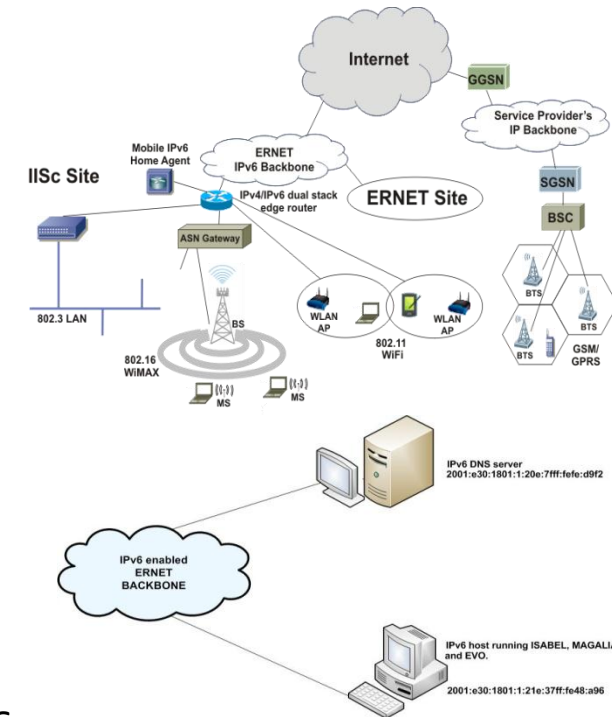 Internet
GGSN
Service Provider's
IP Backbone
Mobile IPv6
Home Agent
ERNET
IPv6 Backbone
IISc Site
IPv4/IPv6 dual stack
edge router
ERNET Site
SGSN
BSC
ASN Gateway
BTS
BTS
BTS
GSM/
GPRS
802.3 LAN
BS
802.16
WiMAX
WLAN
AP
WLAN
AP
802.11
WiFi
MS
MS
IPv6 DNS server
2001:e30:1801:1:20e:7fff:fefe:d9f2
IPv6 enabled
ERNET
BACKBONE
IPv6 host running ISABEL, MAGALIA
and EVO.
2001:e30:1801:1:21e:37ff:fe48:a96